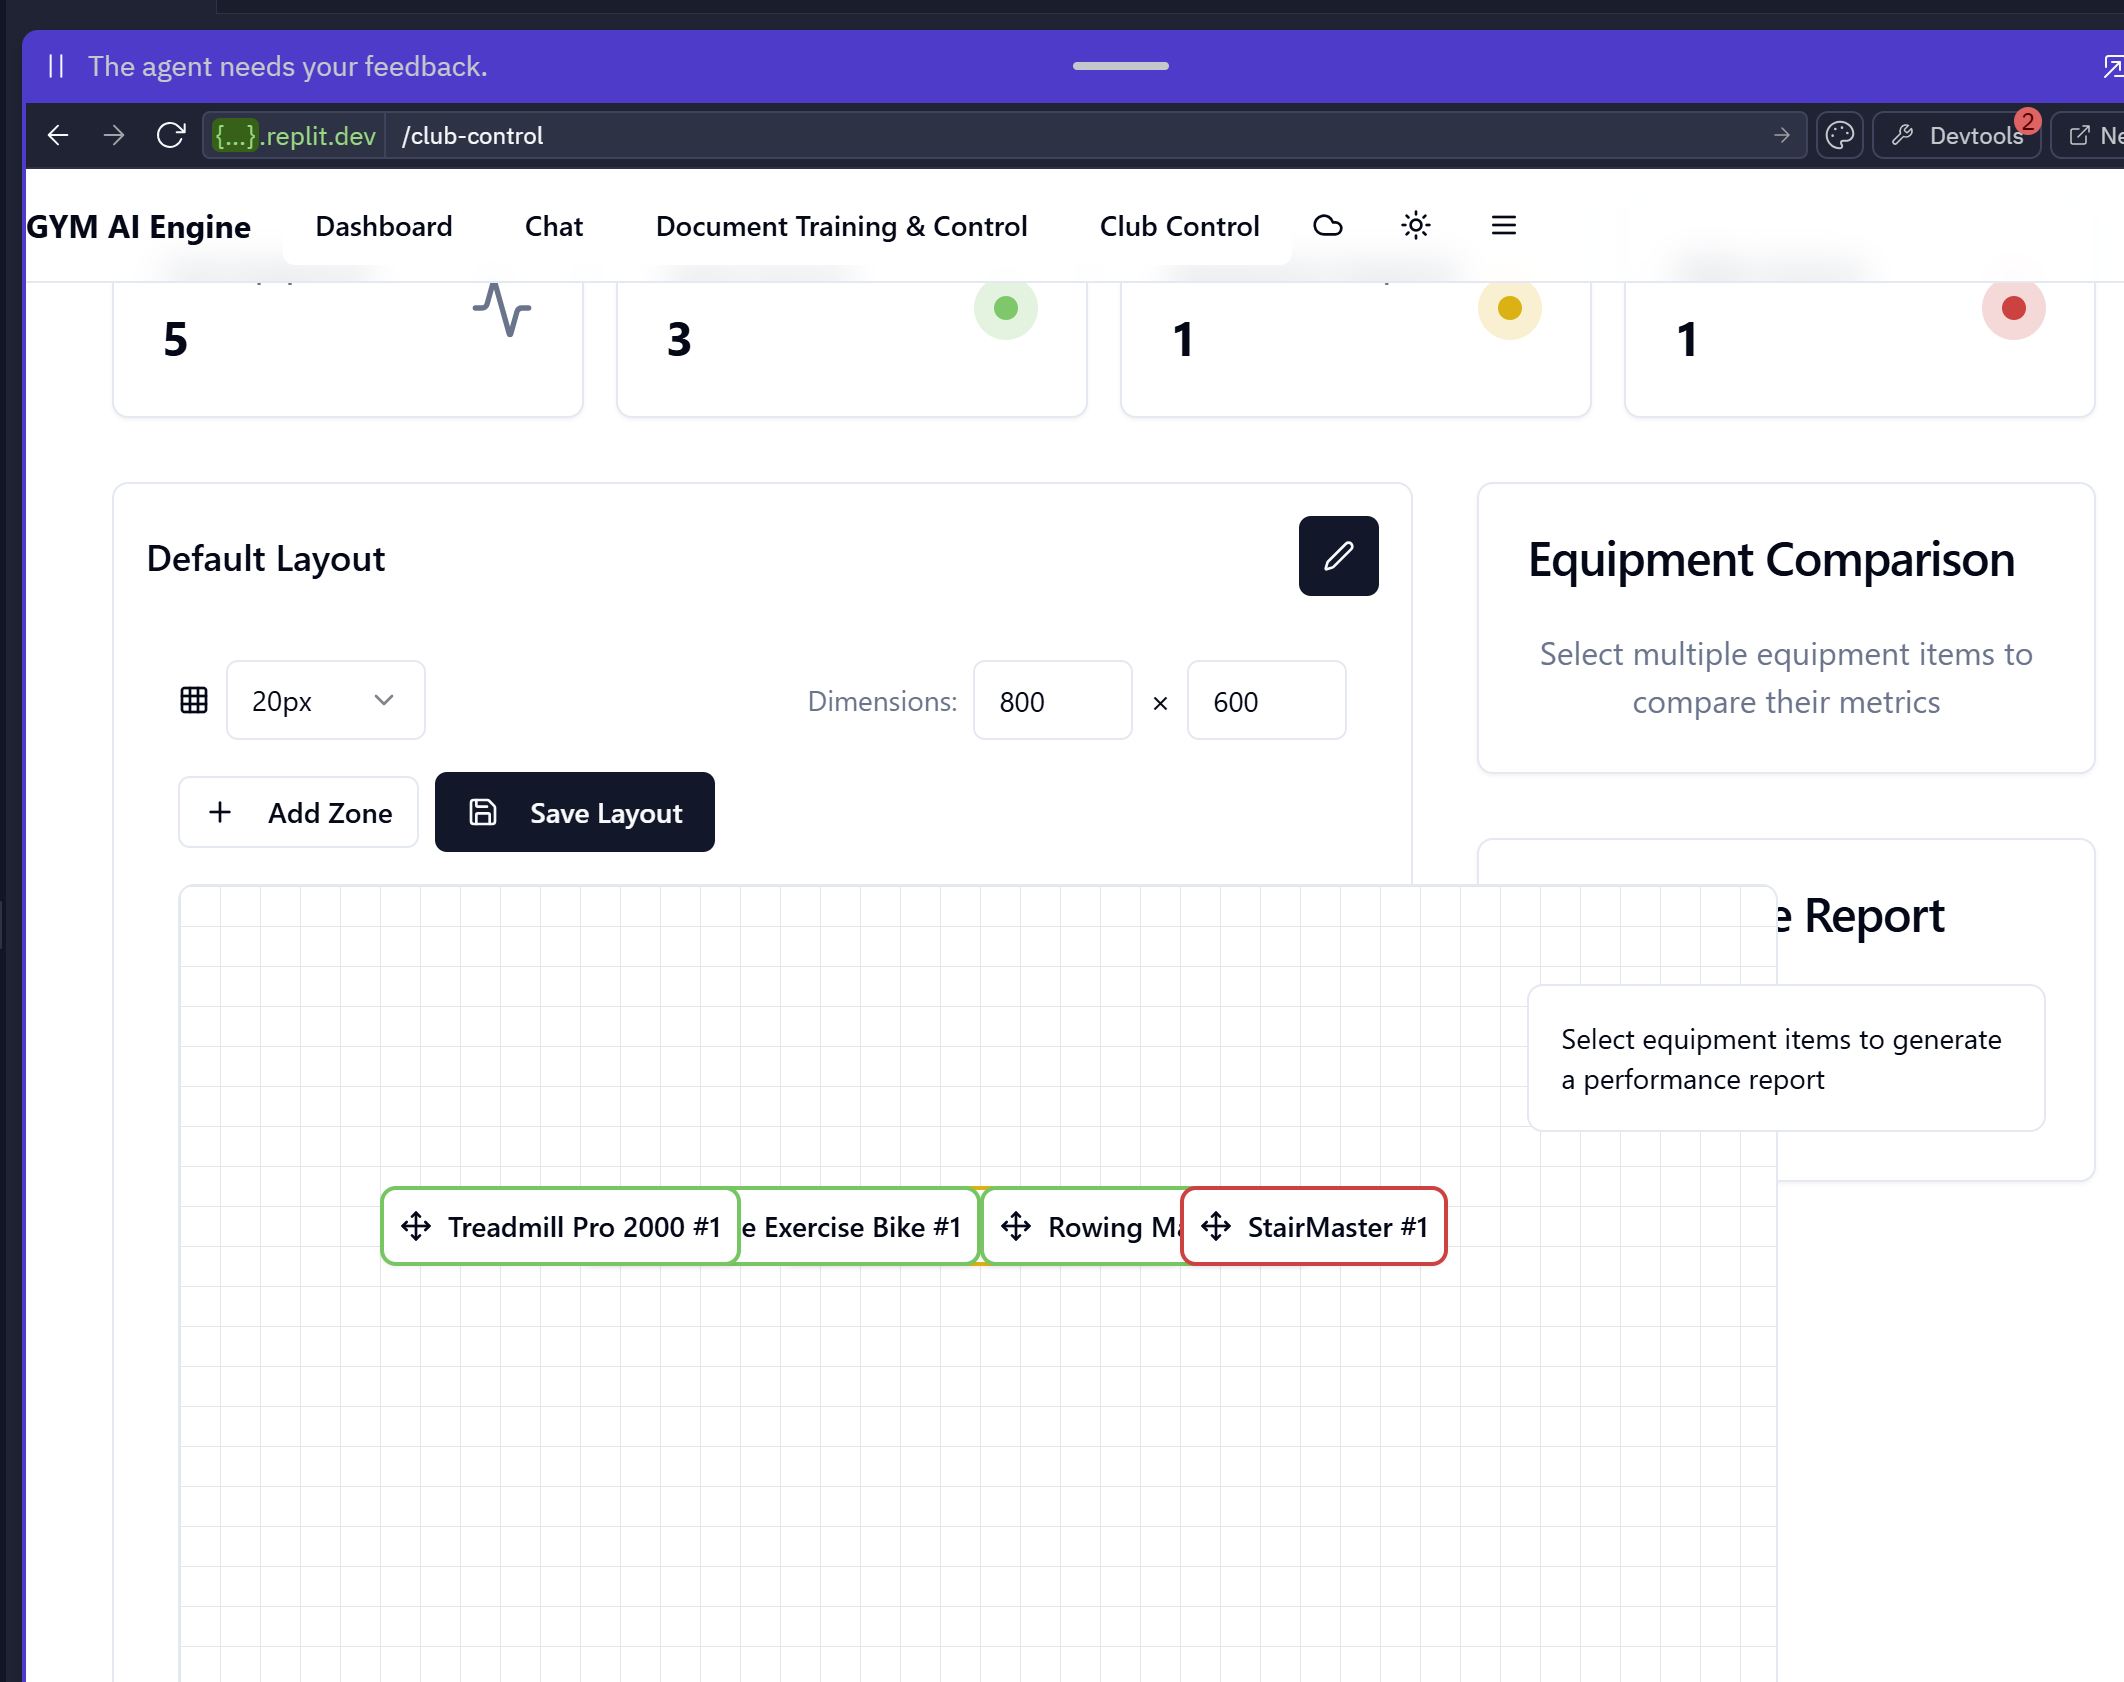 The agent needs your feedback.
{...}.replit.dev /club-control
Devtools 2
GYM AI Engine Dashboard Chat Document Training & Control Club Control
5 3 1 1
Default Layout
20px Dimensions: 800 × 600
Add Zone Save Layout
Equipment Comparison
Select multiple equipment items to
compare their metrics
Report
Select equipment items to generate
a performance report
Treadmill Pro 2000 #1 e Exercise Bike #1 Rowing StairMaster #1